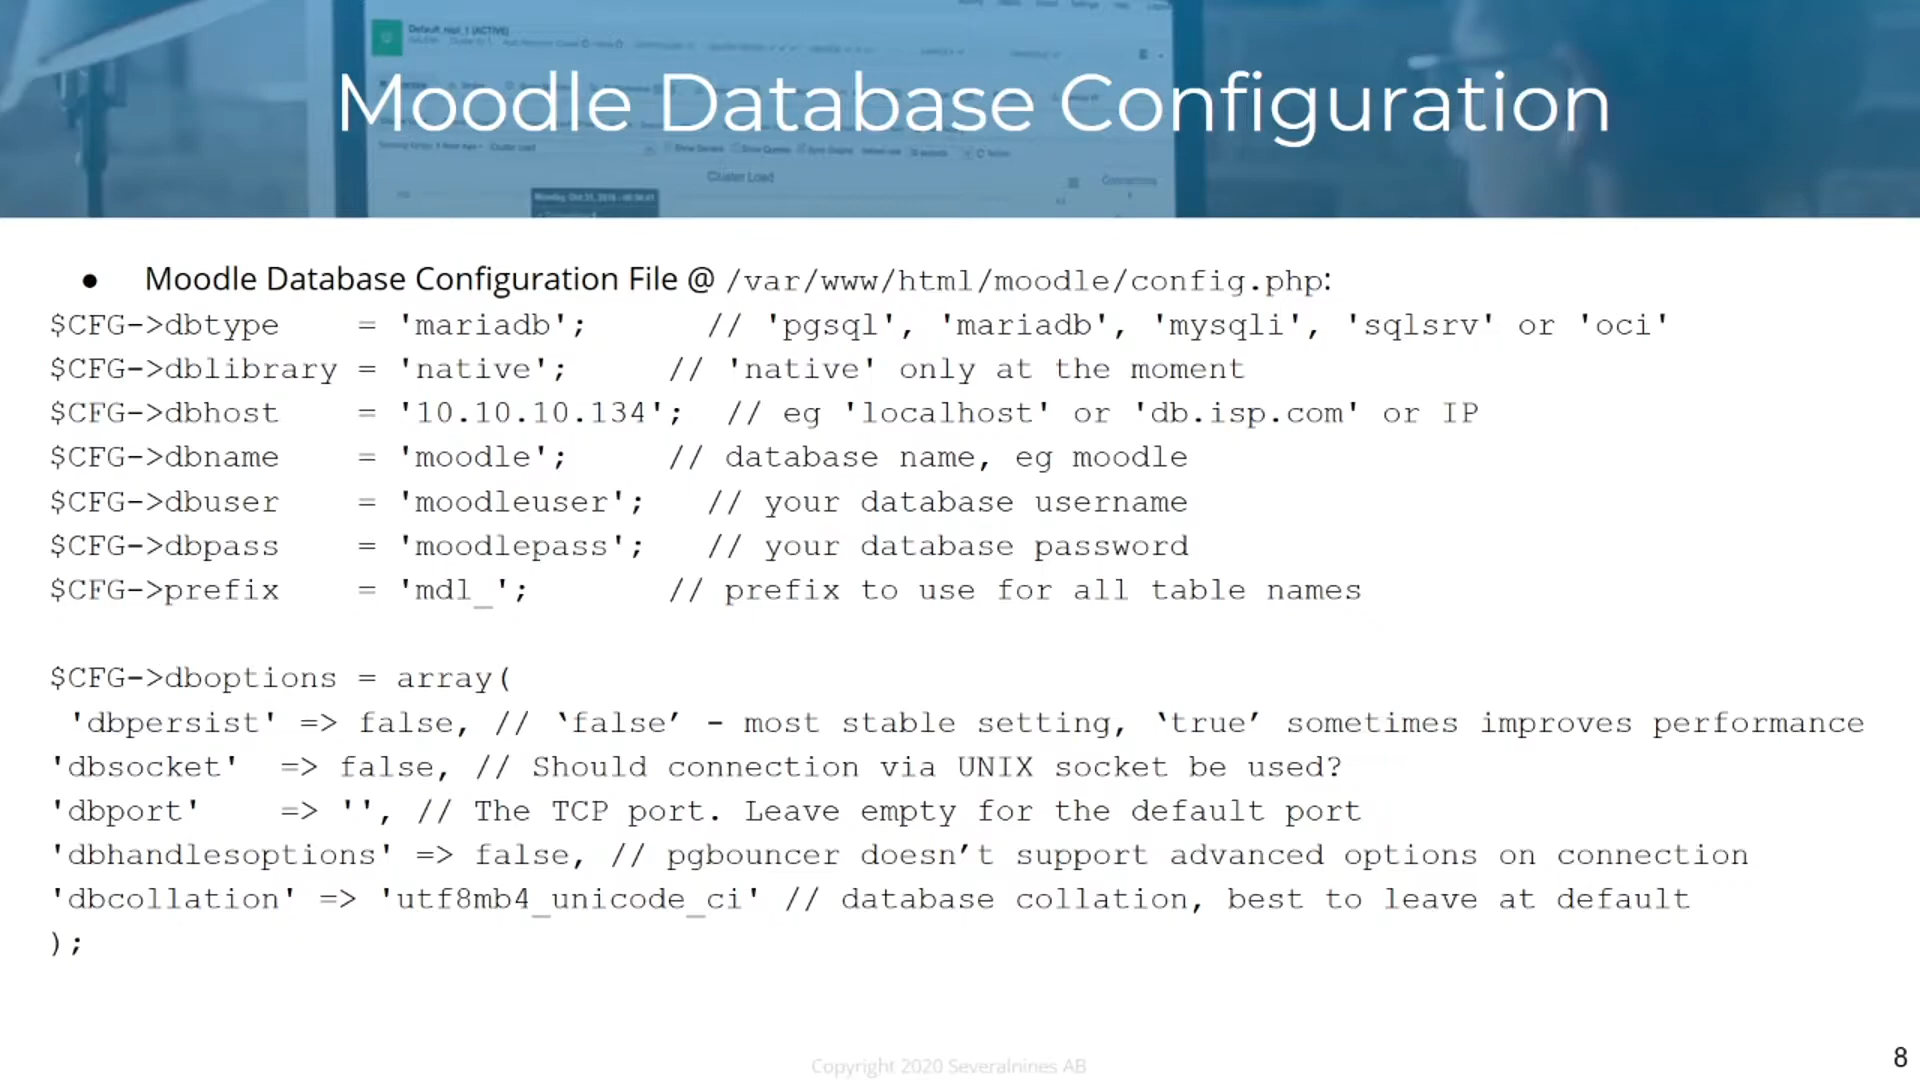 Default_repl_1 (ACTIVE)
Moodle Database Configuration
Cluster Load
● Moodle Database Configuration File @ /var/www/html/moodle/config.php:
$CFG->dbtype    = 'mariadb';      // 'pgsql', 'mariadb', 'mysqli', 'sqlsrv' or 'oci'
$CFG->dblibrary = 'native';     // 'native' only at the moment
$CFG->dbhost    = '10.10.10.134';  // eg 'localhost' or 'db.isp.com' or IP
$CFG->dbname    = 'moodle';     // database name, eg moodle
$CFG->dbuser    = 'moodleuser';   // your database username
$CFG->dbpass    = 'moodlepass';   // your database password
$CFG->prefix    = 'mdl_';       // prefix to use for all table names
$CFG->dboptions = array(
 'dbpersist' => false, // ‘false’ - most stable setting, ‘true’ sometimes improves performance
'dbsocket'  => false, // Should connection via UNIX socket be used?
'dbport'    => '', // The TCP port. Leave empty for the default port
'dbhandlesoptions' => false, // pgbouncer doesn’t support advanced options on connection
'dbcollation' => 'utf8mb4_unicode_ci' // database collation, best to leave at default
);
Copyright 2020 Severalnines AB
8